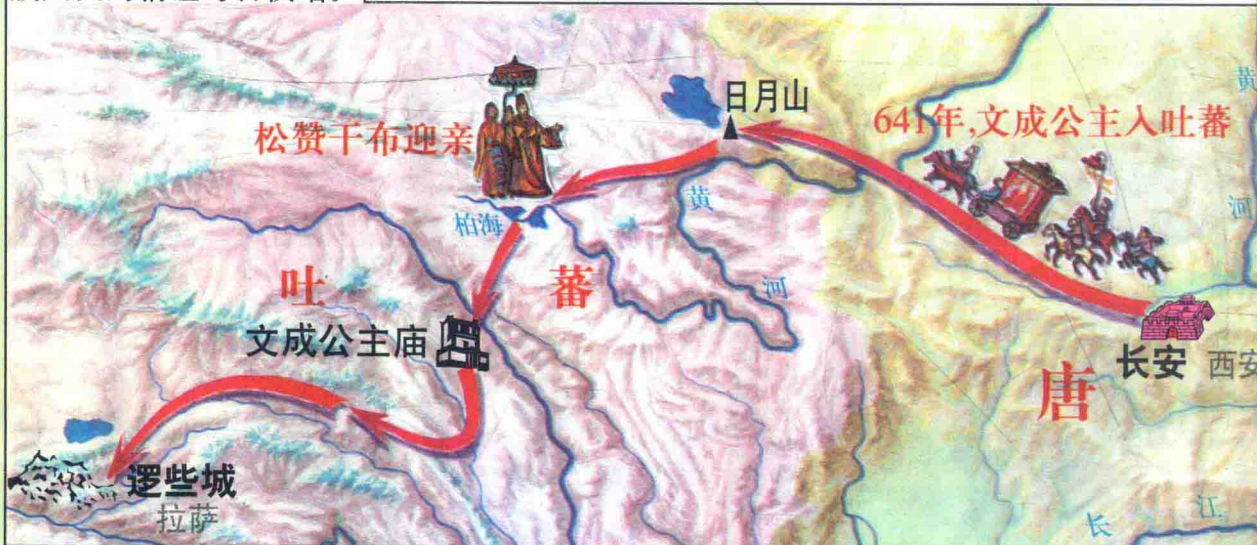 日月山
641年,文成公主入吐蕃
松赞干布迎亲
黄
河
柏海
黄
河
吐
蕃
文成公主庙
长安 西安
唐
逻些城
拉萨
长
江